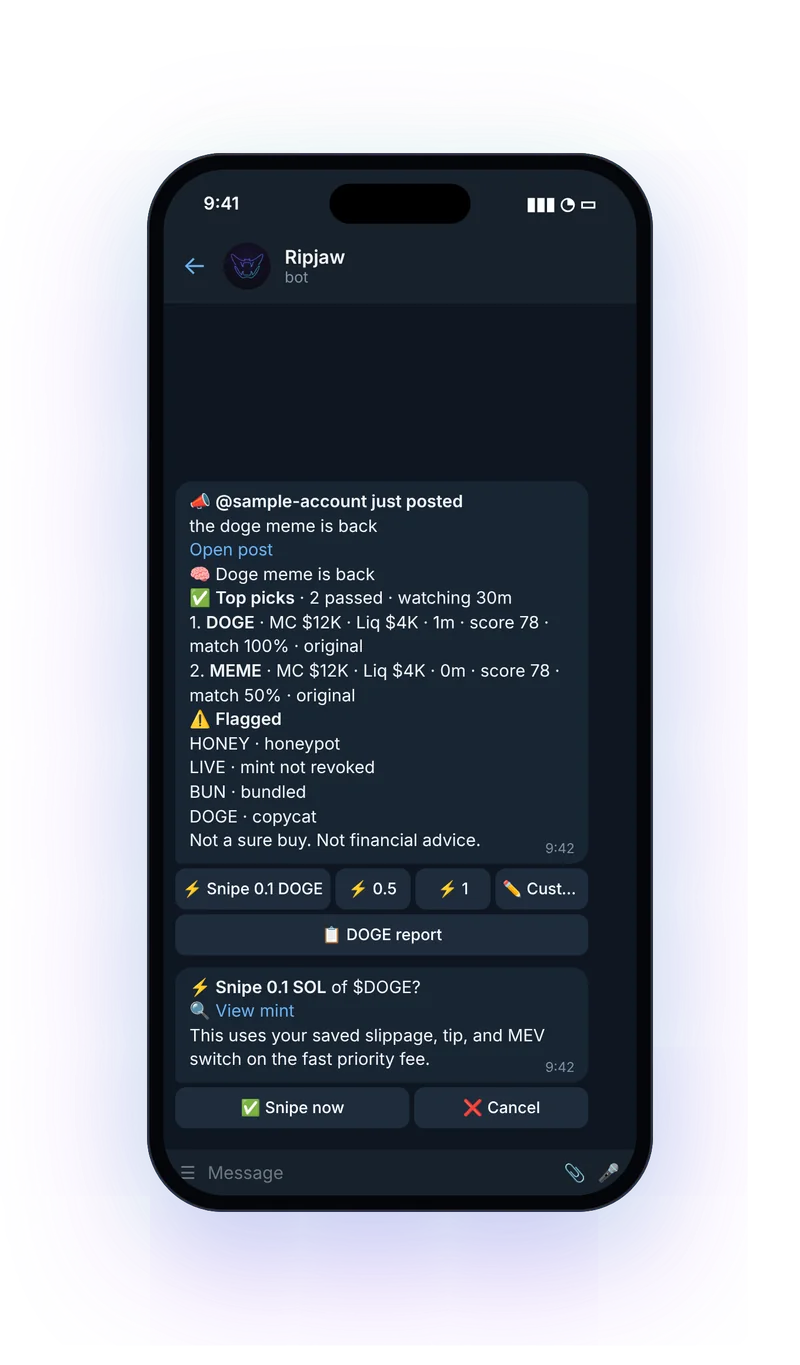 9:41
Ripjaw
bot
📣 @sample-account just posted
the doge meme is back
Open post
🧠 Doge meme is back
✅ Top picks · 2 passed · watching 30m
1. DOGE · MC $12K · Liq $4K · 1m · score 78 ·
match 100% · original
2. MEME · MC $12K · Liq $4K · 0m · score 78 ·
match 50% · original
⚠️ Flagged
HONEY · honeypot
LIVE · mint not revoked
BUN · bundled
DOGE · copycat
Not a sure buy. Not financial advice.
9:42
⚡ Snipe 0.1 DOGE ⚡ 0.5 ⚡ 1 ✏️ Cust...
📋 DOGE report
⚡ Snipe 0.1 SOL of $DOGE?
🔍 View mint
This uses your saved slippage, tip, and MEV
switch on the fast priority fee.
9:42
✅ Snipe now ❌ Cancel
Message